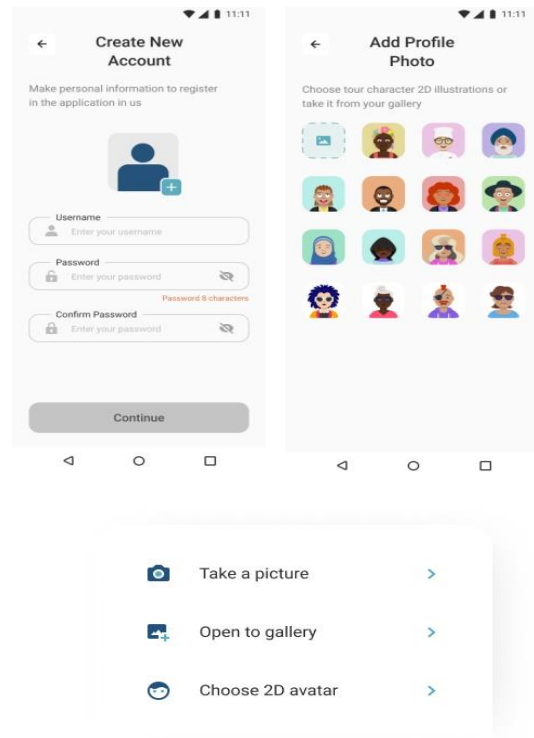 11:11
Create New
Account
Make personal information to register
in the application in us
Username
Enter your username
Password
Enter your password
Password 8 characters
Confirm Password
Enter your password
Continue
11:11
Add Profile
Photo
Choose tour character 2D illustrations or
take it from your gallery
Take a picture
Open to gallery
Choose 2D avatar